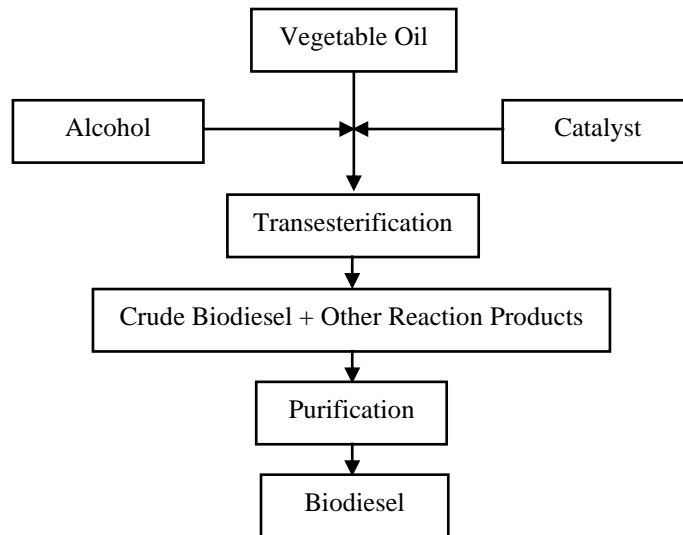 Vegetable Oil
Alcohol
Catalyst
Transesterification
Crude Biodiesel + Other Reaction Products
Purification
Biodiesel